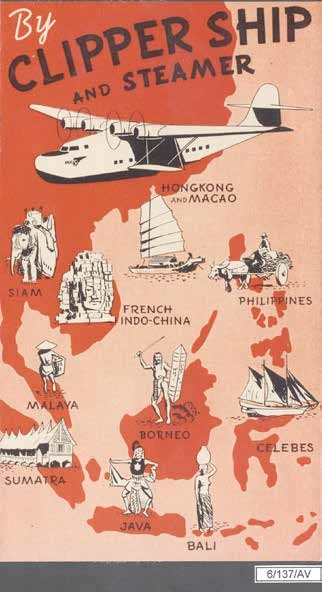 By
CLIPPER SHIP
AND STEAMER
HONGKONG
AND MACAO
SIAM
FRENCH
INDO-CHINA
PHILIPPINES
MALAYA
BORNEO
CELEBES
SUMATRA
JAVA
BALI
6/137/AV